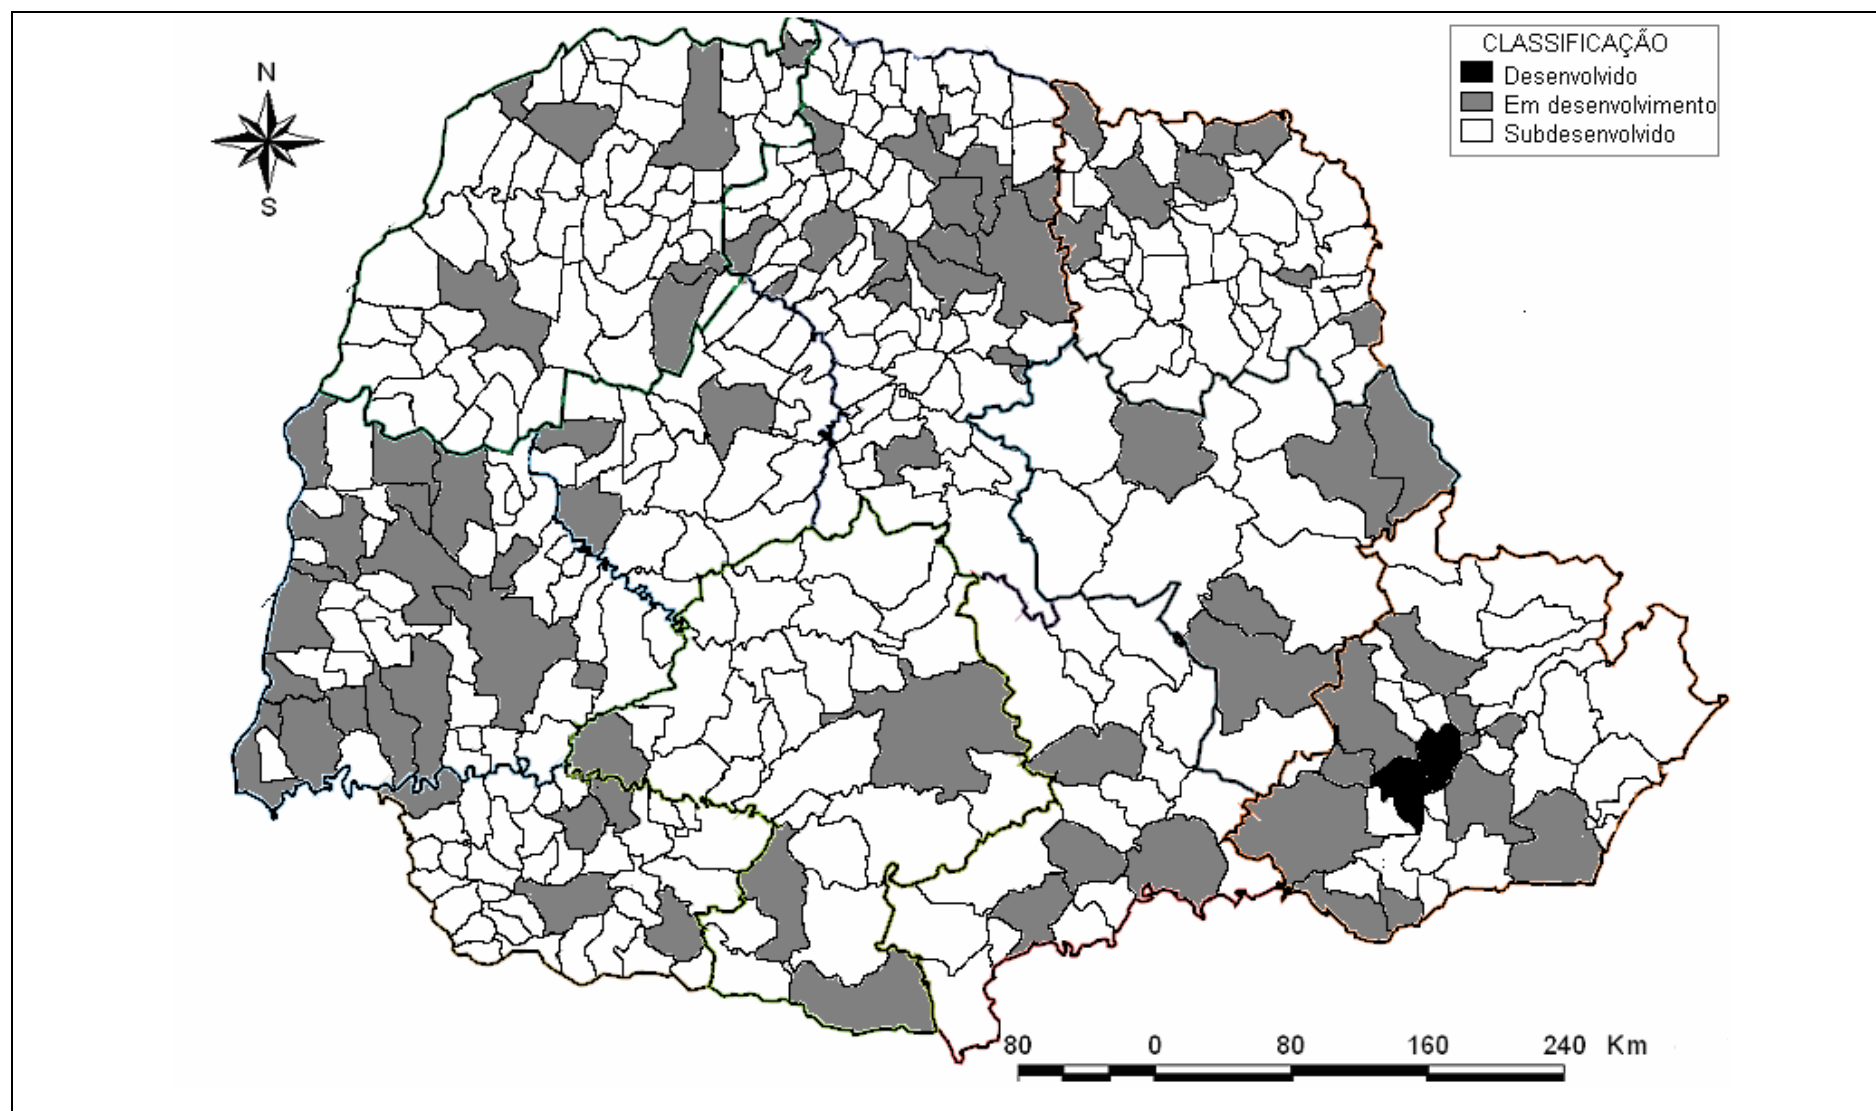 N
S
CLASSIFICAÇÃO
Desenvolvido
Em desenvolvimento
Subdesenvolvido
80 0 80 160 240 Km